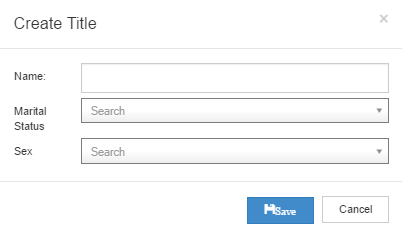 Create Title ×
Name:
Marital
Status
Search
Sex
Search
Save
Cancel